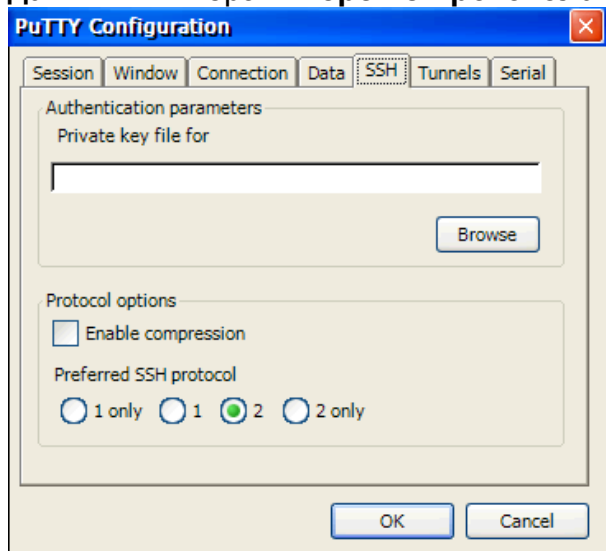 PuTTY Configuration
Session Window Connection Data SSH Tunnels Serial
Authentication parameters
Private key file for
Browse
Protocol options
Enable compression
Preferred SSH protocol
1 only 1 2 2 only
OK Cancel